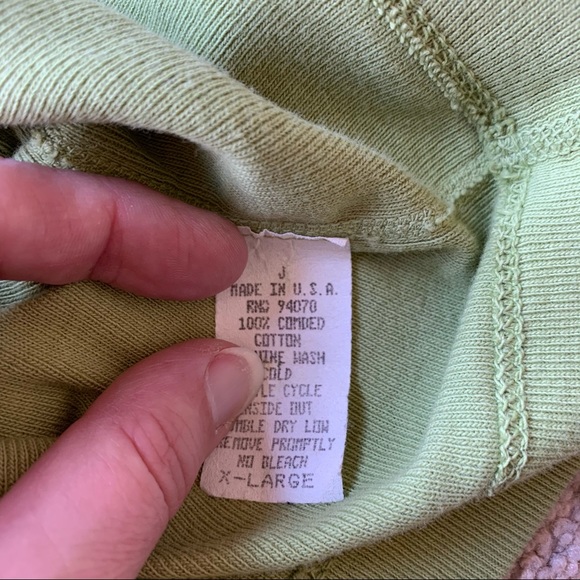 J
MADE IN U.S.A.
RN# 94070
100% COMDED
COTTON
WASH
COLD
CYCLE
OUT
DRY LOW
PROMPTLY
NO BLEACH
X-LARGE